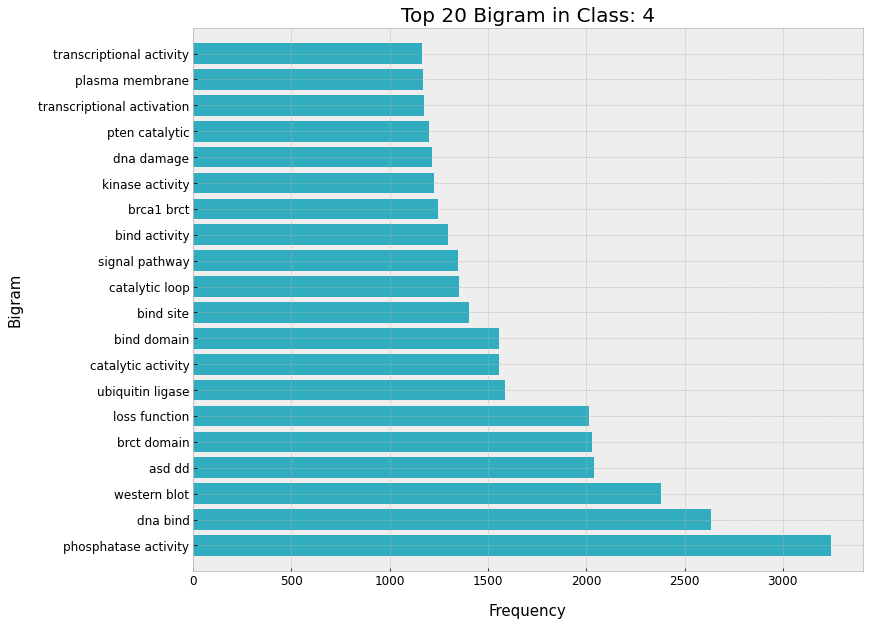 Top 20 Bigram in Class: 4
transcriptional activity
plasma membrane
transcriptional activation
pten catalytic
dna damage
kinase activity
brca1 brct
bind activity
signal pathway
catalytic loop
bind site
bind domain
catalytic activity
ubiquitin ligase
loss function
brct domain
asd dd
western blot
dna bind
phosphatase activity
Bigram
0 500 1000 1500 2000 2500 3000
Frequency